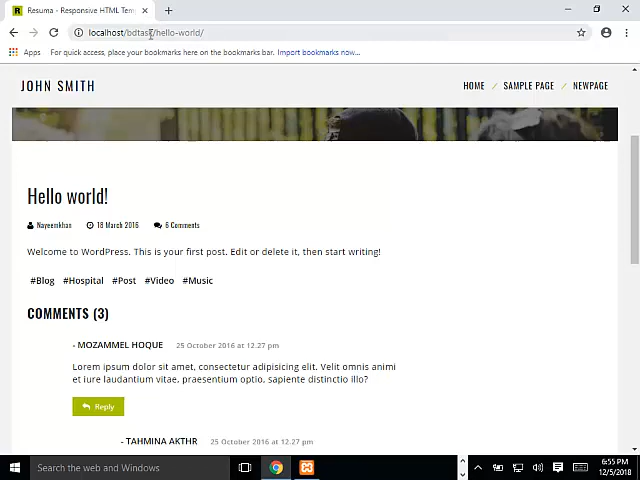 Resuma - Responsive HTML Tem
localhost/bdtask/hello-world/
Apps For quick access, place your bookmarks here on the bookmarks bar. Import bookmarks now...
JOHN SMITH
HOME / SAMPLE PAGE / NEWPAGE
Hello world!
Nayeemkhan 18 March 2016 6 Comments
Welcome to WordPress. This is your first post. Edit or delete it, then start writing!
#Blog #Hospital #Post #Video #Music
COMMENTS (3)
- MOZAMMEL HOQUE 25 October 2016 at 12.27 pm
Lorem ipsum dolor sit amet, consectetur adipisicing elit. Velit omnis animi
et iure laudantium vitae, praesentium optio, sapiente distinctio illo?
Reply
- TAHMINA AKTHR 25 October 2016 at 12.27 pm
Search the web and Windows
6:55 PM
12/5/2018